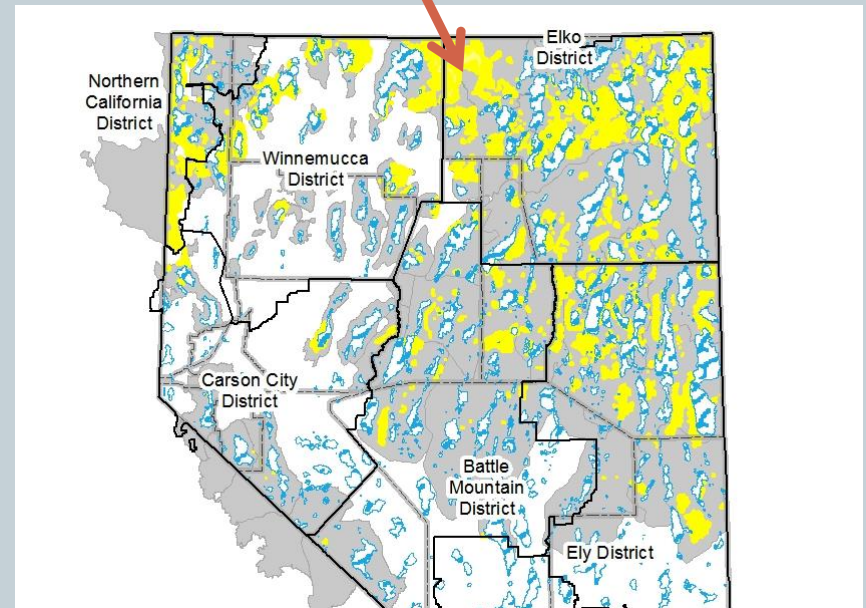 Elko
District
Northern
California
District
Winnemucca
District
Carson City
District
Battle
Mountain
District
Ely District